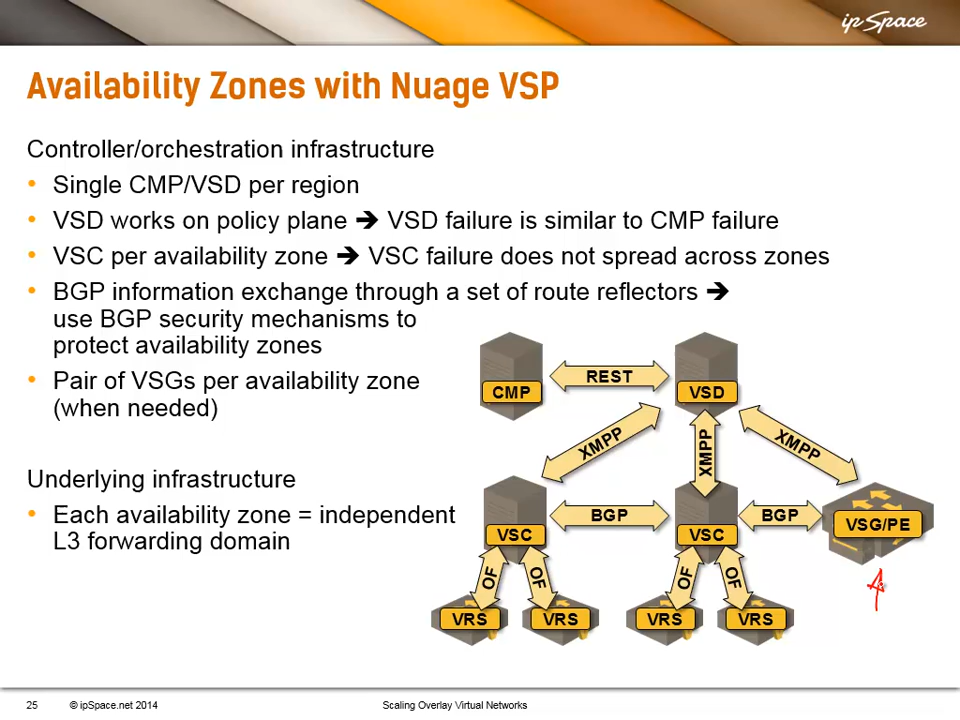 ipSpace
Availability Zones with Nuage VSP
Controller/orchestration infrastructure
• Single CMP/VSD per region
• VSD works on policy plane ➔ VSD failure is similar to CMP failure
• VSC per availability zone ➔ VSC failure does not spread across zones
• BGP information exchange through a set of route reflectors ➔
use BGP security mechanisms to
protect availability zones
• Pair of VSGs per availability zone
(when needed)
Underlying infrastructure
• Each availability zone = independent
L3 forwarding domain
CMP
REST
VSD
XMPP
XMPP
XMPP
VSC
BGP
VSC
BGP
VSG/PE
OF
OF
OF
OF
VRS
VRS
VRS
VRS
25
© ipSpace.net 2014
Scaling Overlay Virtual Networks